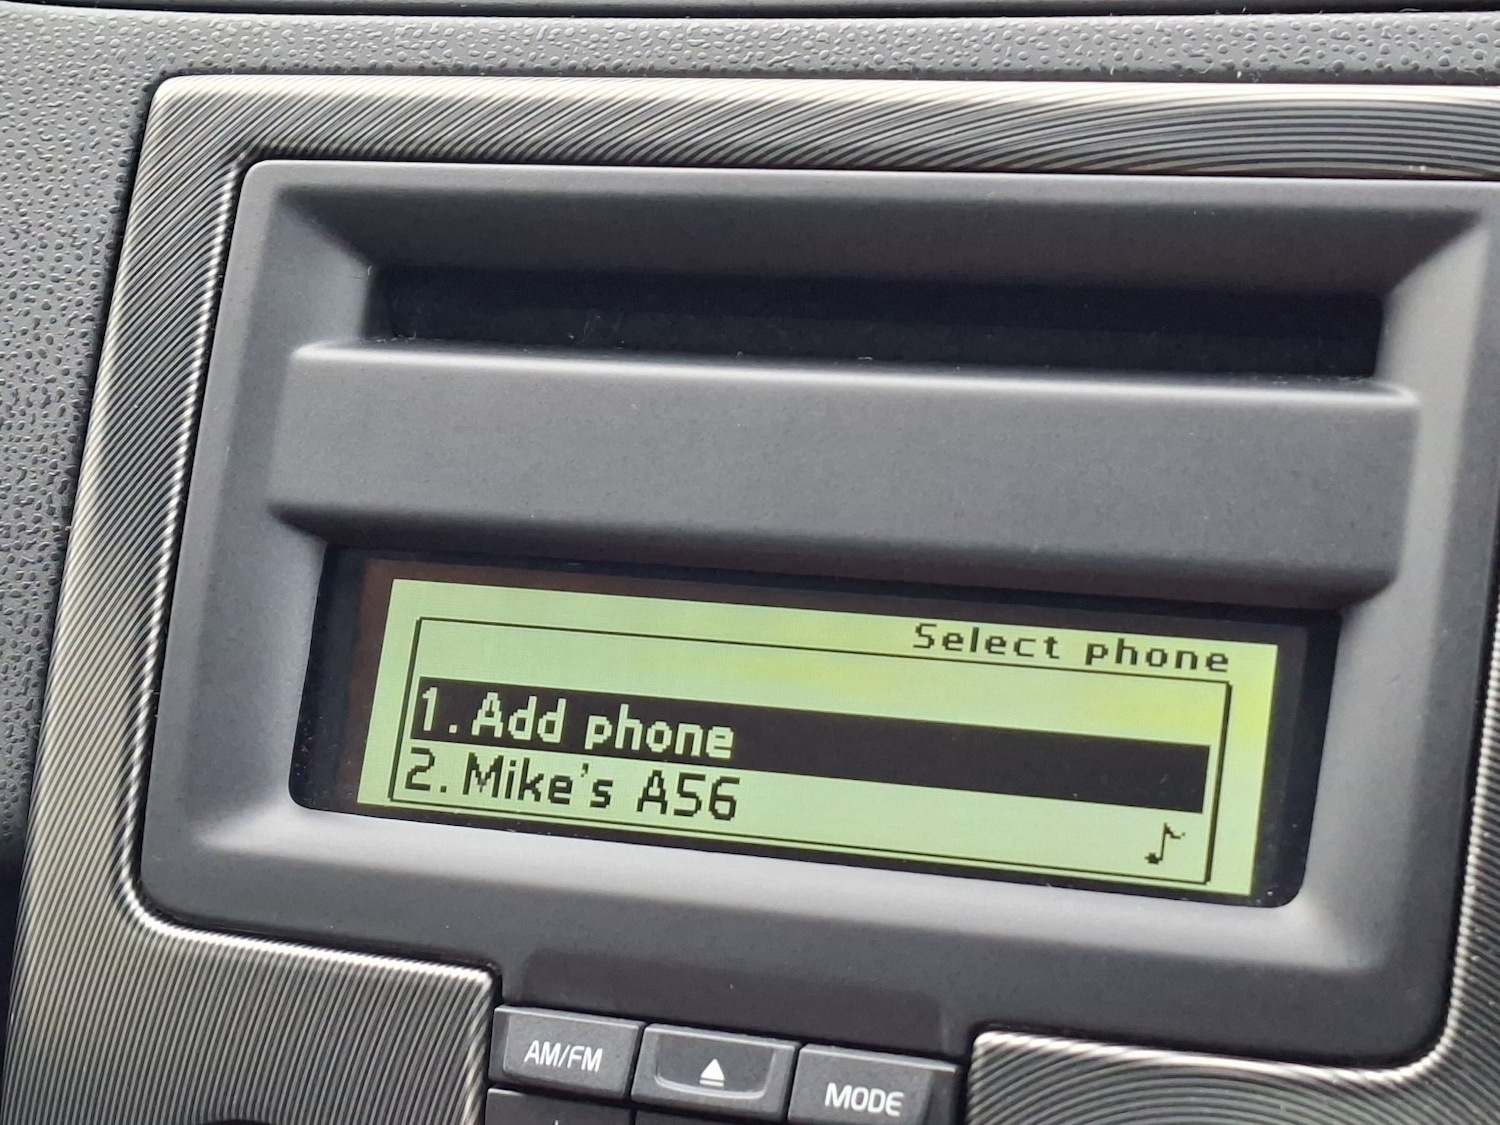 Select phone
1. Add phone
2. Mike's A56
AM/FM
MODE